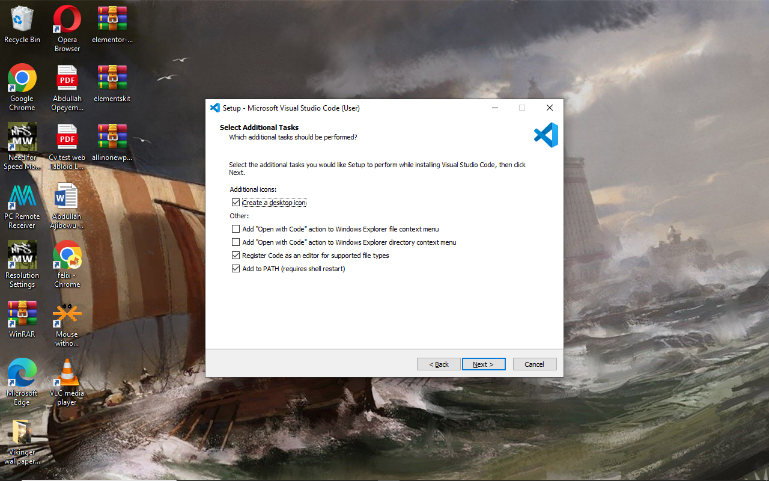 Recycle Bin
Opera
Browser
elementor-...
Google
Chrome
PDF
Abdullah
Opeyem...
elementskit
Need for
Speed Mo...
PDF
Cv test web
allinonewp...
PC Remote
Receiver
Abdullah
Ajibowu...
Resolution
Settings
Chrome
WinRAR
Mouse
witho...
Microsoft
Edge
VLC media
player
wallpaper...
Setup - Microsoft Visual Studio Code (User)
Select Additional Tasks
Which additional tasks should be performed?
Select the additional tasks you would like Setup to perform while installing Visual Studio Code, then click
Next.
Additional icons:
Create a desktop icon
Other:
Add "Open with Code" action to Windows Explorer file context menu
Add "Open with Code" action to Windows Explorer directory context menu
Register Code as an editor for supported file types
Add to PATH (requires shell restart)
< Back
Next >
Cancel